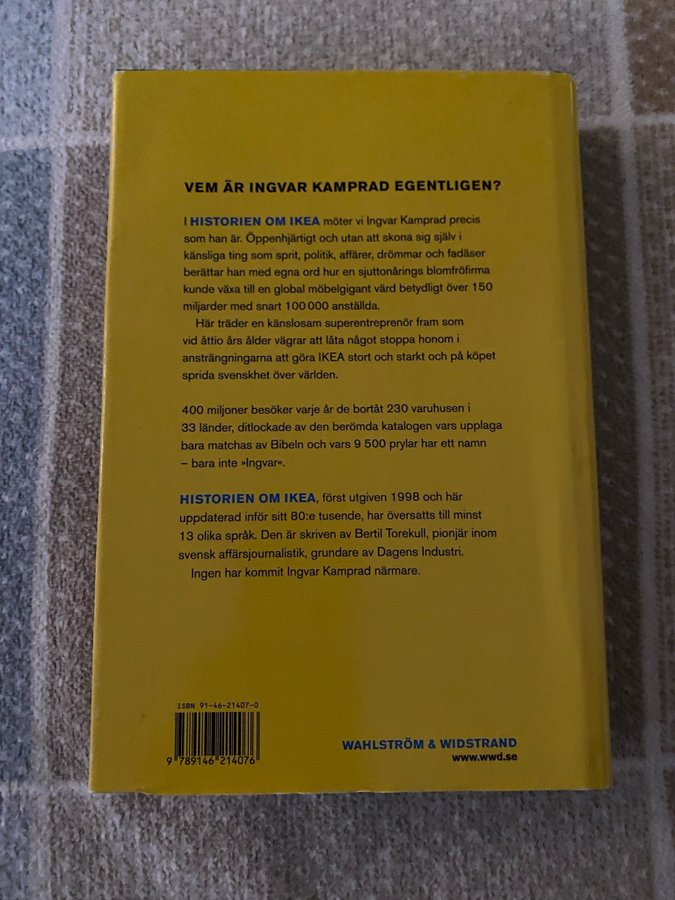 VEM ÄR INGVAR KAMPRAD EGENTLIGEN?
I HISTORIEN OM IKEA möter vi Ingvar Kamprad precis
som han är. Öppenhjärtigt och utan att skona sig själv i
känsliga ting som sprit, politik, affärer, drömmar och fadäser
berättar han med egna ord hur en sjuttonårings blomfröfirma
kunde växa till en global möbelgigant värd betydligt över 150
miljarder med snart 100 000 anställda.
Här träder en känslosam superentreprenör fram som
vid åttio års ålder vägrar att låta något stoppa honom i
ansträngningarna att göra IKEA stort och starkt och på köpet
sprida svenskhet över världen.
400 miljoner besöker varje år de bortåt 230 varuhusen i
33 länder, ditlockade av den berömda katalogen vars upplaga
bara matchas av Bibeln och vars 9 500 prylar har ett namn
– bara inte »Ingvar«.
HISTORIEN OM IKEA, först utgiven 1998 och här
uppdaterad inför sitt 80:e tusende, har översatts till minst
13 olika språk. Den är skriven av Bertil Torekull, pionjär inom
svensk affärsjournalistik, grundare av Dagens Industri.
Ingen har kommit Ingvar Kamprad närmare.
ISBN 91-46-21407-0
9 789146 214076
WAHLSTRÖM & WIDSTRAND
www.wwd.se